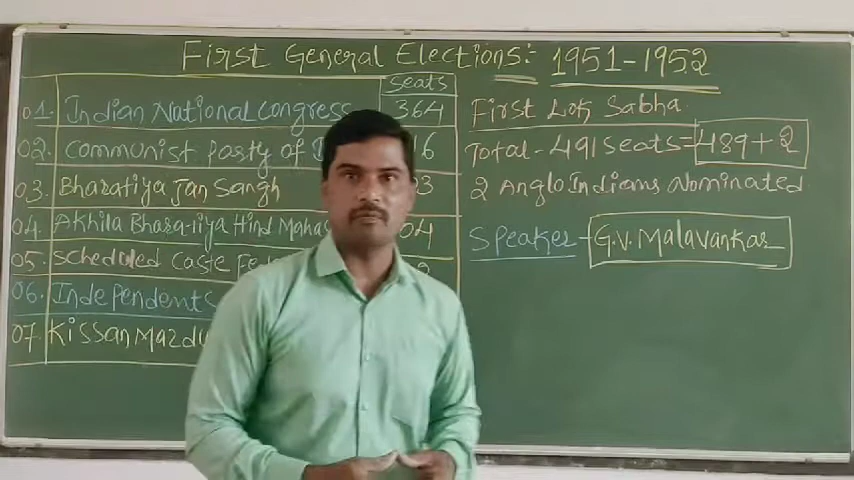 First General Elections:- 1951-1952
Seats
01. Indian National Congress 364
02. Communist Party of 16
03. Bharatiya Jan Sangh 03
04. Akhila Bharatiya Hind Mahas 04
05. Scheduled Caste Fe
06. Independents
07. Kissan Mazdu
First Lok Sabha
Total - 491 Seats = 489 + 2
2 Anglo Indians Nominated
Speaker - G.V. Malavankar